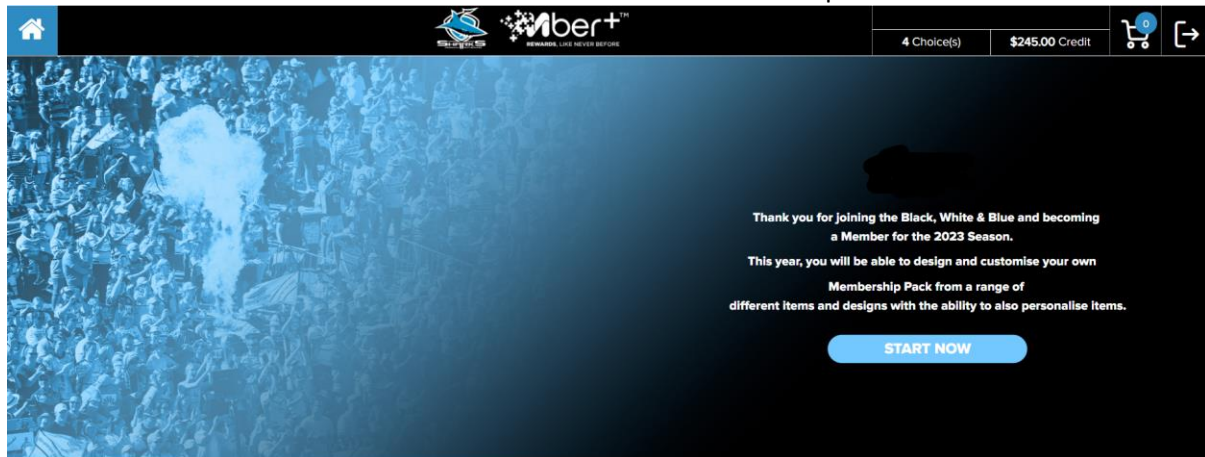 SHARKS
Mber+™
REWARDS, LIKE NEVER BEFORE
4 Choice(s)
$245.00 Credit
0
Thank you for joining the Black, White & Blue and becoming
a Member for the 2023 Season.
This year, you will be able to design and customise your own
Membership Pack from a range of
different items and designs with the ability to also personalise items.
START NOW